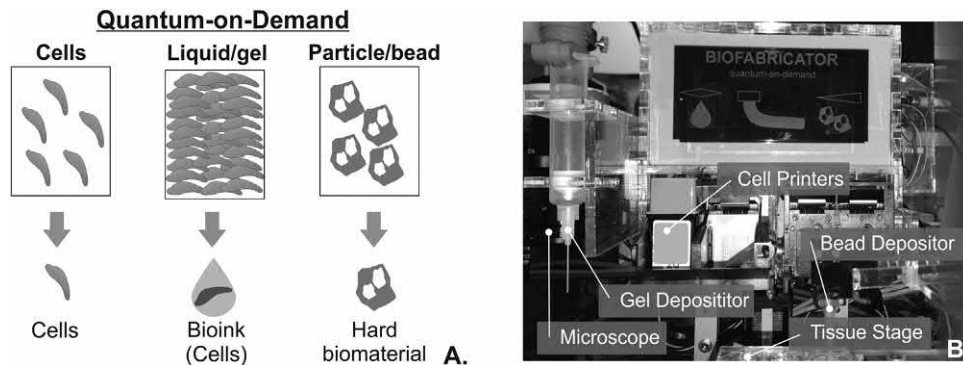 Quantum-on-Demand
Cells Liquid/gel Particle/bead
Cells Bioink Hard
(Cells) biomaterial
A.
BIOFABRICATOR
quantum-on-demand
Cell Printers
Bead Depositor
Gel Deposititor
Microscope
Tissue Stage
B